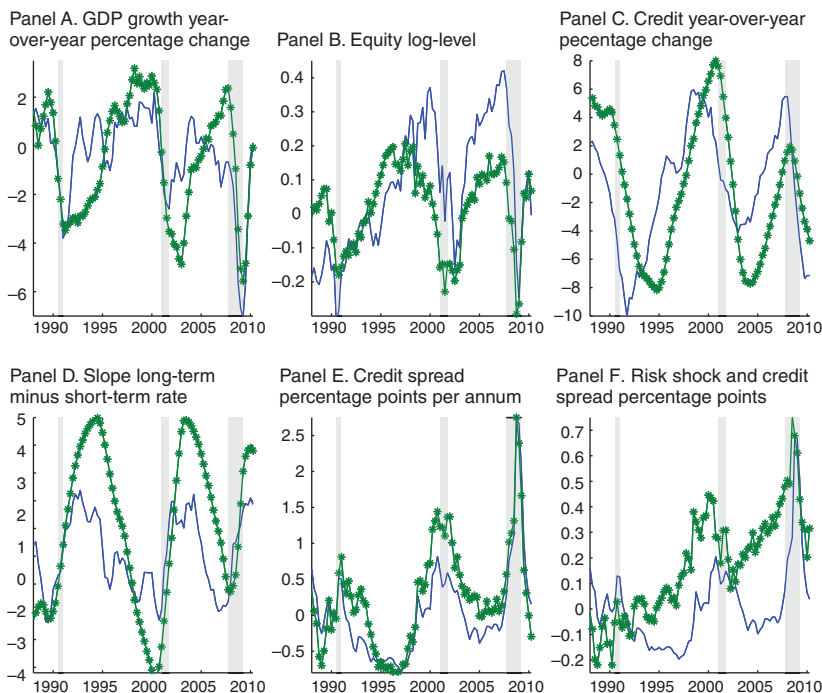 Panel A. GDP growth year-
over-year percentage change
2
0
−2
−4
−6
1990 1995 2000 2005 2010
Panel B. Equity log-level
0.4
0.3
0.2
0.1
0
−0.1
−0.2
1990 1995 2000 2005 2010
Panel C. Credit year-over-year
pecentage change
8
6
4
2
0
−2
−4
−6
−8
−10
1990 1995 2000 2005 2010
Panel D. Slope long-term
minus short-term rate
5
4
3
2
0
−2
−4
1990 1995 2000 2005 2010
Panel E. Credit spread
percentage points per annum
2.5
2
1.5
1
0.5
0
−0.5
1990 1995 2000 2005 2010
Panel F. Risk shock and credit
spread percentage points
0.7
0.6
0.5
0.4
0.3
0.2
0.1
0
−0.1
−0.2
1990 1995 2000 2005 2010